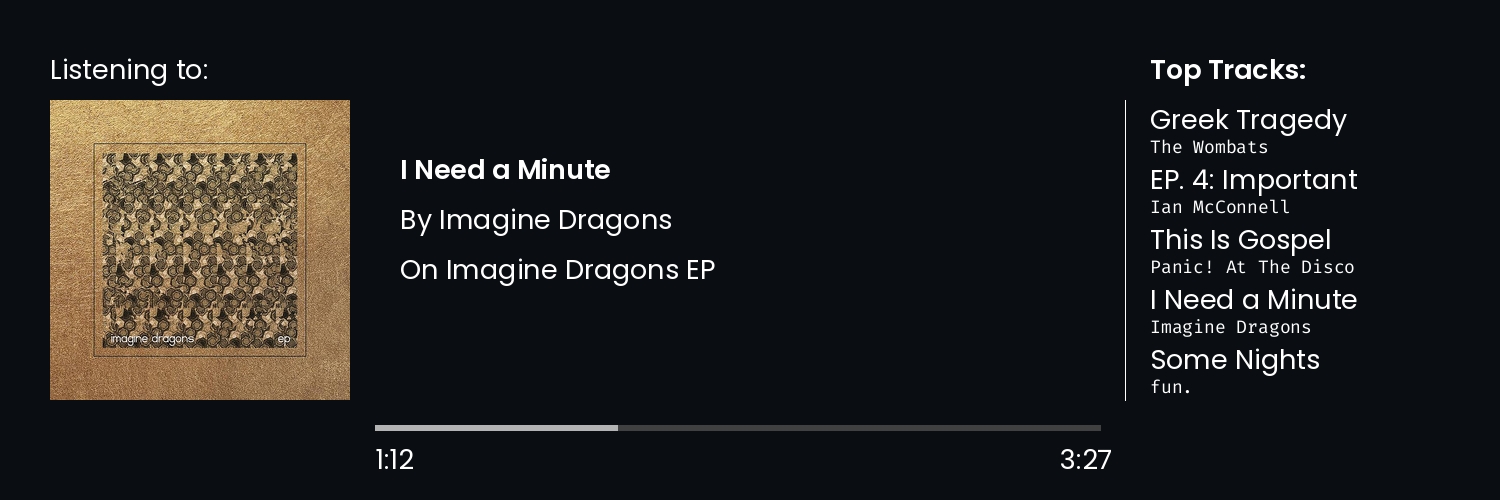 Listening to:
imagine dragons ep
I Need a Minute
By Imagine Dragons
On Imagine Dragons EP
1:12
3:27
Top Tracks:
Greek Tragedy
The Wombats
EP. 4: Important
Ian McConnell
This Is Gospel
Panic! At The Disco
I Need a Minute
Imagine Dragons
Some Nights
fun.